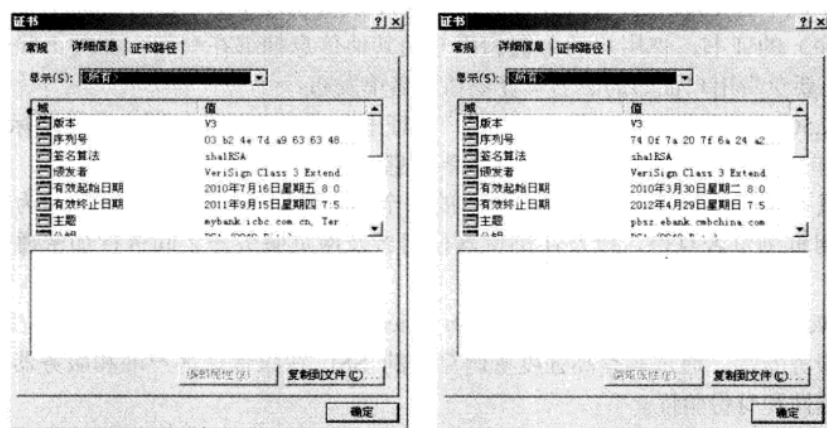 证书
常规 详细信息 证书路径
显示(S): <所有>
域 值
版本 V3
序列号 03 b2 4e 7d a9 63 63 48...
签名算法 sha1RSA
颁发者 VeriSign Class 3 Extend...
有效起始日期 2010年7月16日星期五 8:0...
有效终止日期 2011年9月15日星期四 7:5...
主题 mybank.icbc.com.cn, Ter...
编辑属性(E)... 复制到文件(C)...
确定
证书
常规 详细信息 证书路径
显示(S): <所有>
域 值
版本 V3
序列号 74 0f 7a 20 7f 6a 24 a2...
签名算法 sha1RSA
颁发者 VeriSign Class 3 Extend...
有效起始日期 2010年3月30日星期二 8:0...
有效终止日期 2012年4月29日星期日 7:5...
主题 pbsz.ebank.cmbchina.com...
编辑属性(E)... 复制到文件(C)...
确定